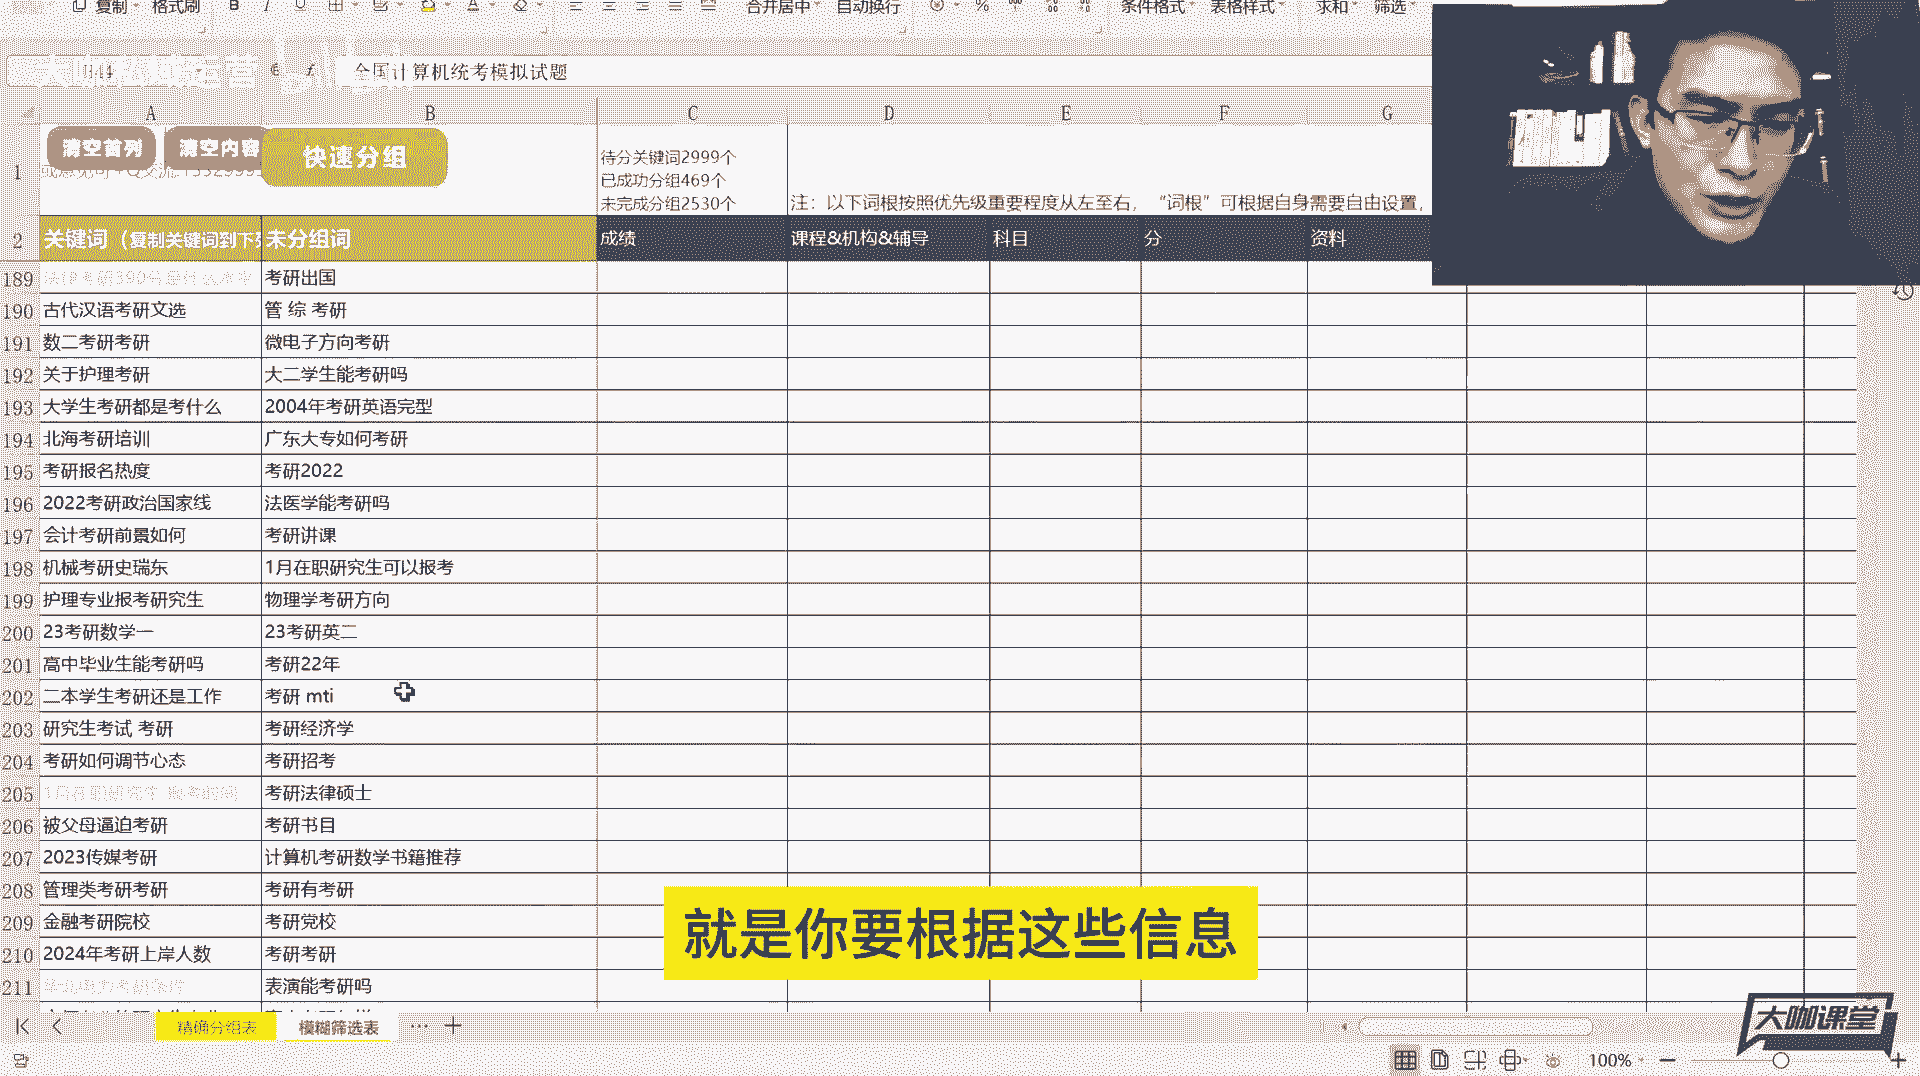 复制 格式刷 B I U A 合并居中 自动换行 % 条件格式 表格样式 求和 筛选
全国计算机统考模拟试题
A B C D E F G
清空首列 清空内容 快速分组
1
待分关键词2999个
已成功分组469个
未完成分组2530个
注：以下词根按照优先级重要程度从左至右， “词根”可根据自身需要自由设置，
2 关键词（复制关键词到下 未分组词 成绩 课程&机构&辅导 科目 分 资料
189 考研出国
190 古代汉语考研文选 管 综 考研
191 数二考研考研 微电子方向考研
192 关于护理考研 大二学生能考研吗
193 大学生考研都是考什么 2004年考研英语完型
194 北海考研培训 广东大专如何考研
195 考研报名热度 考研2022
196 2022考研政治国家线 法医学能考研吗
197 会计考研前景如何 考研讲课
198 机械考研史瑞东 1月在职研究生可以报考
199 护理专业报考研究生 物理学考研方向
200 23考研数学一 23考研英二
201 高中毕业生能考研吗 考研22年
202 二本学生考研还是工作 考研 mti
203 研究生考试 考研 考研经济学
204 考研如何调节心态 考研招考
205 考研法律硕士
206 被父母逼迫考研 考研书目
207 2023传媒考研 计算机考研数学书籍推荐
208 管理类考研考研 考研有考研
209 金融考研院校 考研党校
210 2024年考研上岸人数 考研考研
211 表演能考研吗
就是你要根据这些信息
精确分组表 模糊筛选表 ··· +
大咖课堂
100% — +